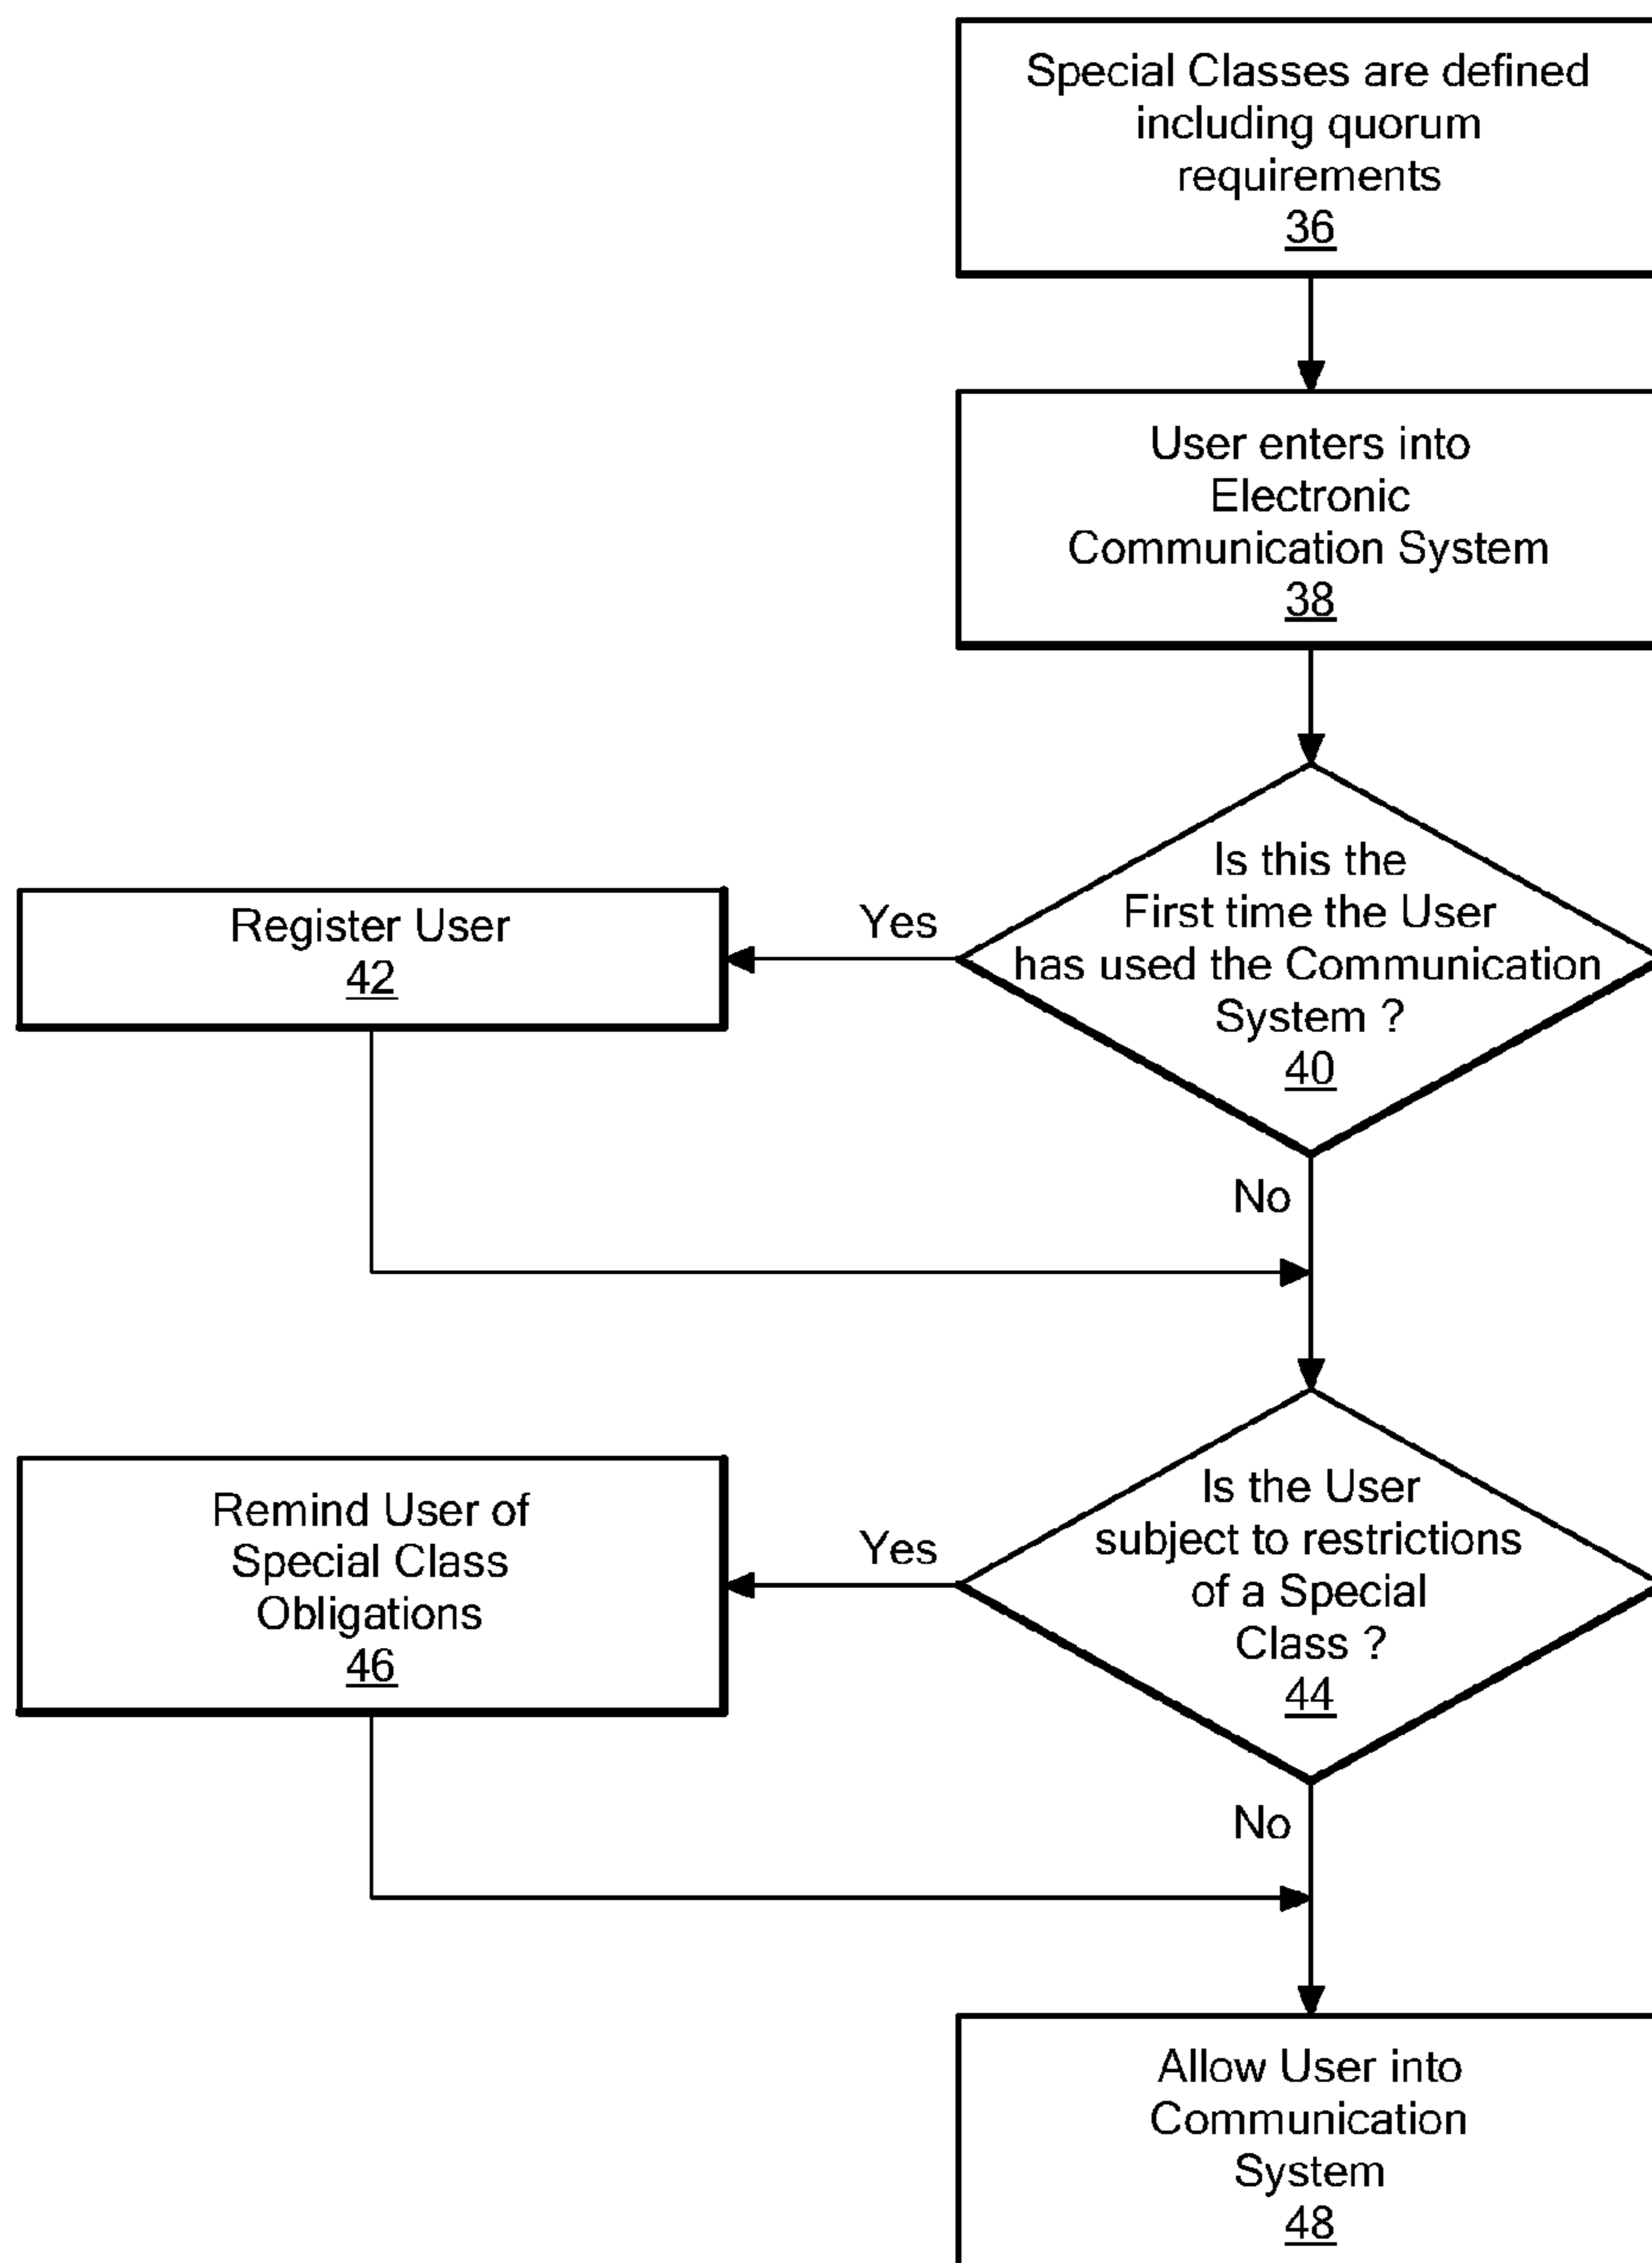 Special Classes are defined
including quorum
requirements
36
User enters into
Electronic
Communication System
38
Is this the
First time the User
has used the Communication
System ?
40
Yes
Register User
42
No
Is the User
subject to restrictions
of a Special
Class ?
44
Yes
Remind User of
Special Class
Obligations
46
No
Allow User into
Communication
System
48